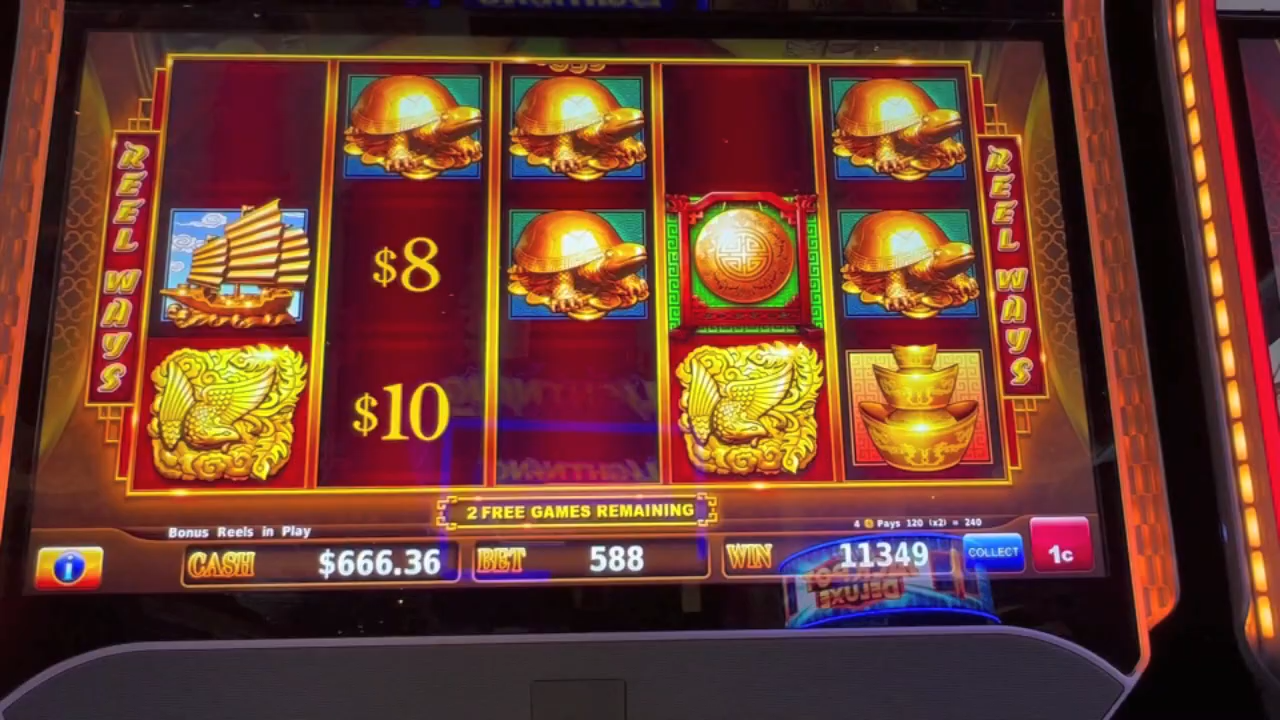 REEL WAYS
REEL WAYS
$8
$10
2 FREE GAMES REMAINING
Bonus Reels in Play
4 Pays 120 (x2) = 240
CASH $666.36 BET 588 WIN 11349 COLLECT 1c